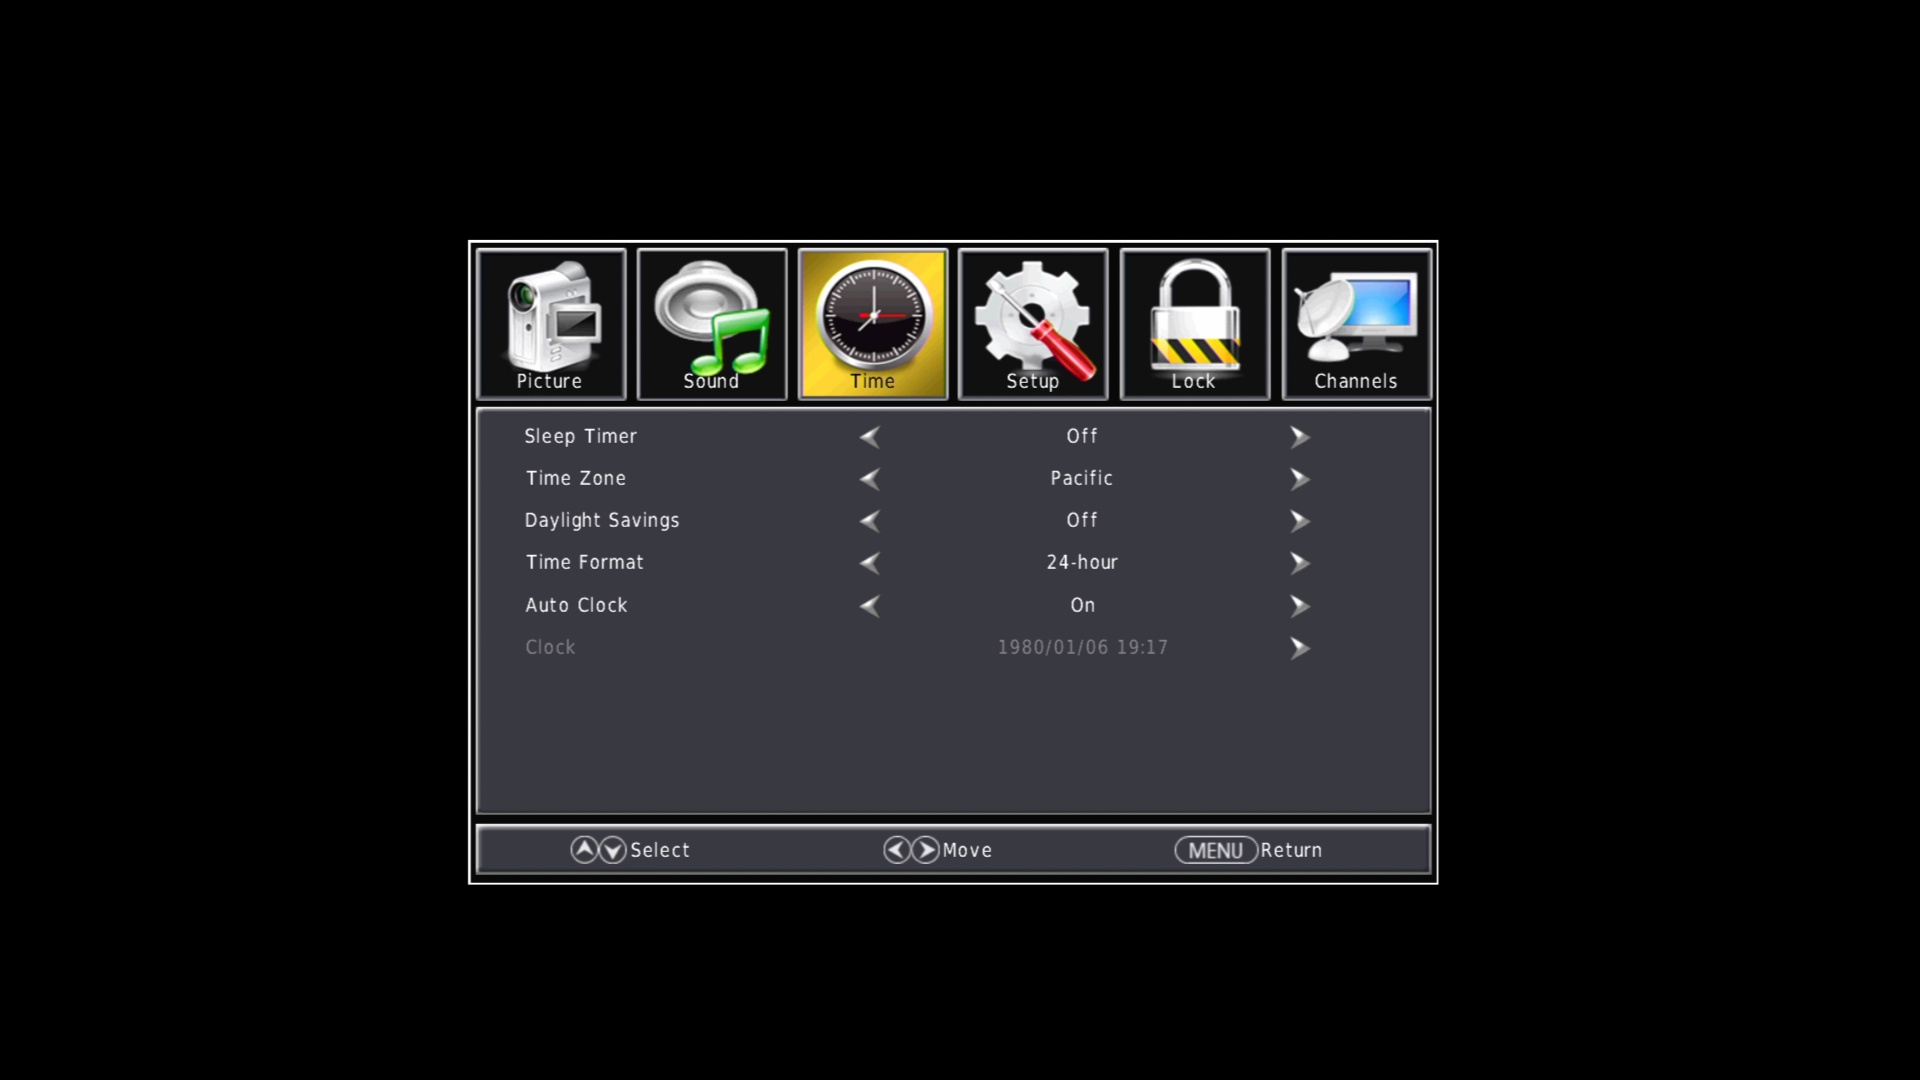 Picture Sound Time Setup Lock Channels
Sleep Timer Off
Time Zone Pacific
Daylight Savings Off
Time Format 24-hour
Auto Clock On
Clock 1980/01/06 19:17
Select Move MENU Return